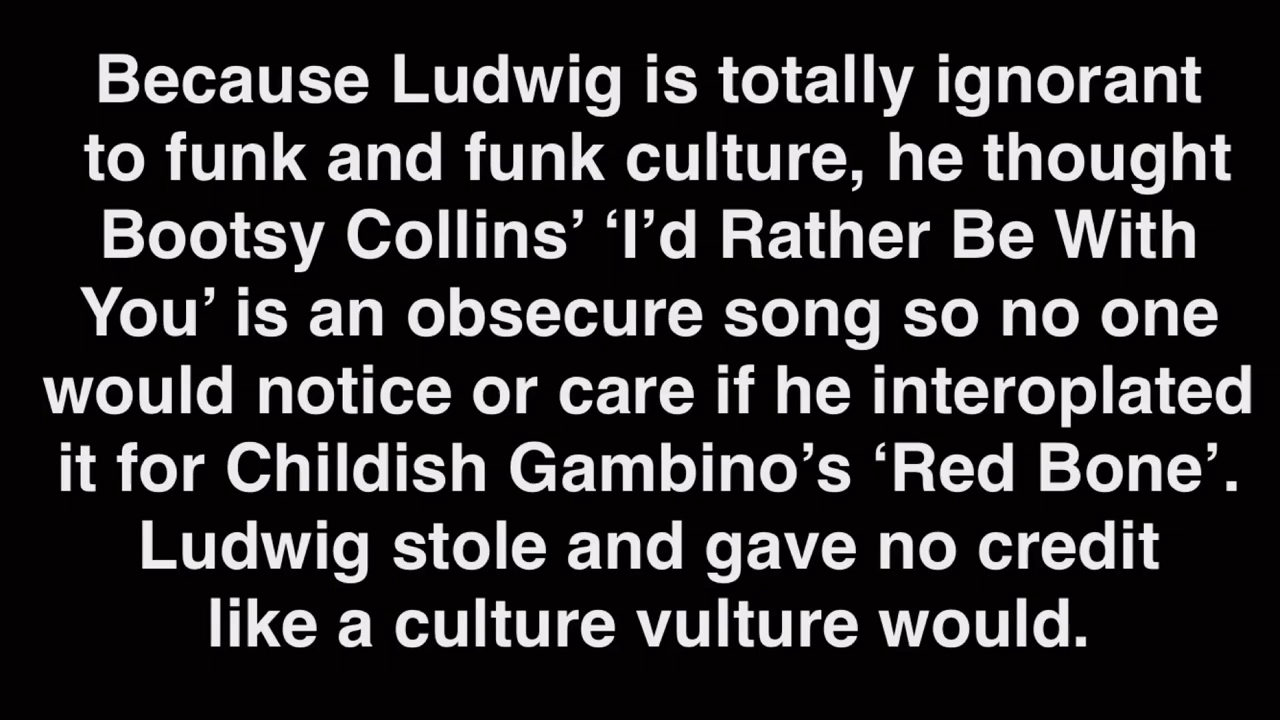 Because Ludwig is totally ignorant
to funk and funk culture, he thought
Bootsy Collins’ ‘I’d Rather Be With
You’ is an obsecure song so no one
would notice or care if he interoplated
it for Childish Gambino’s ‘Red Bone’.
Ludwig stole and gave no credit
like a culture vulture would.